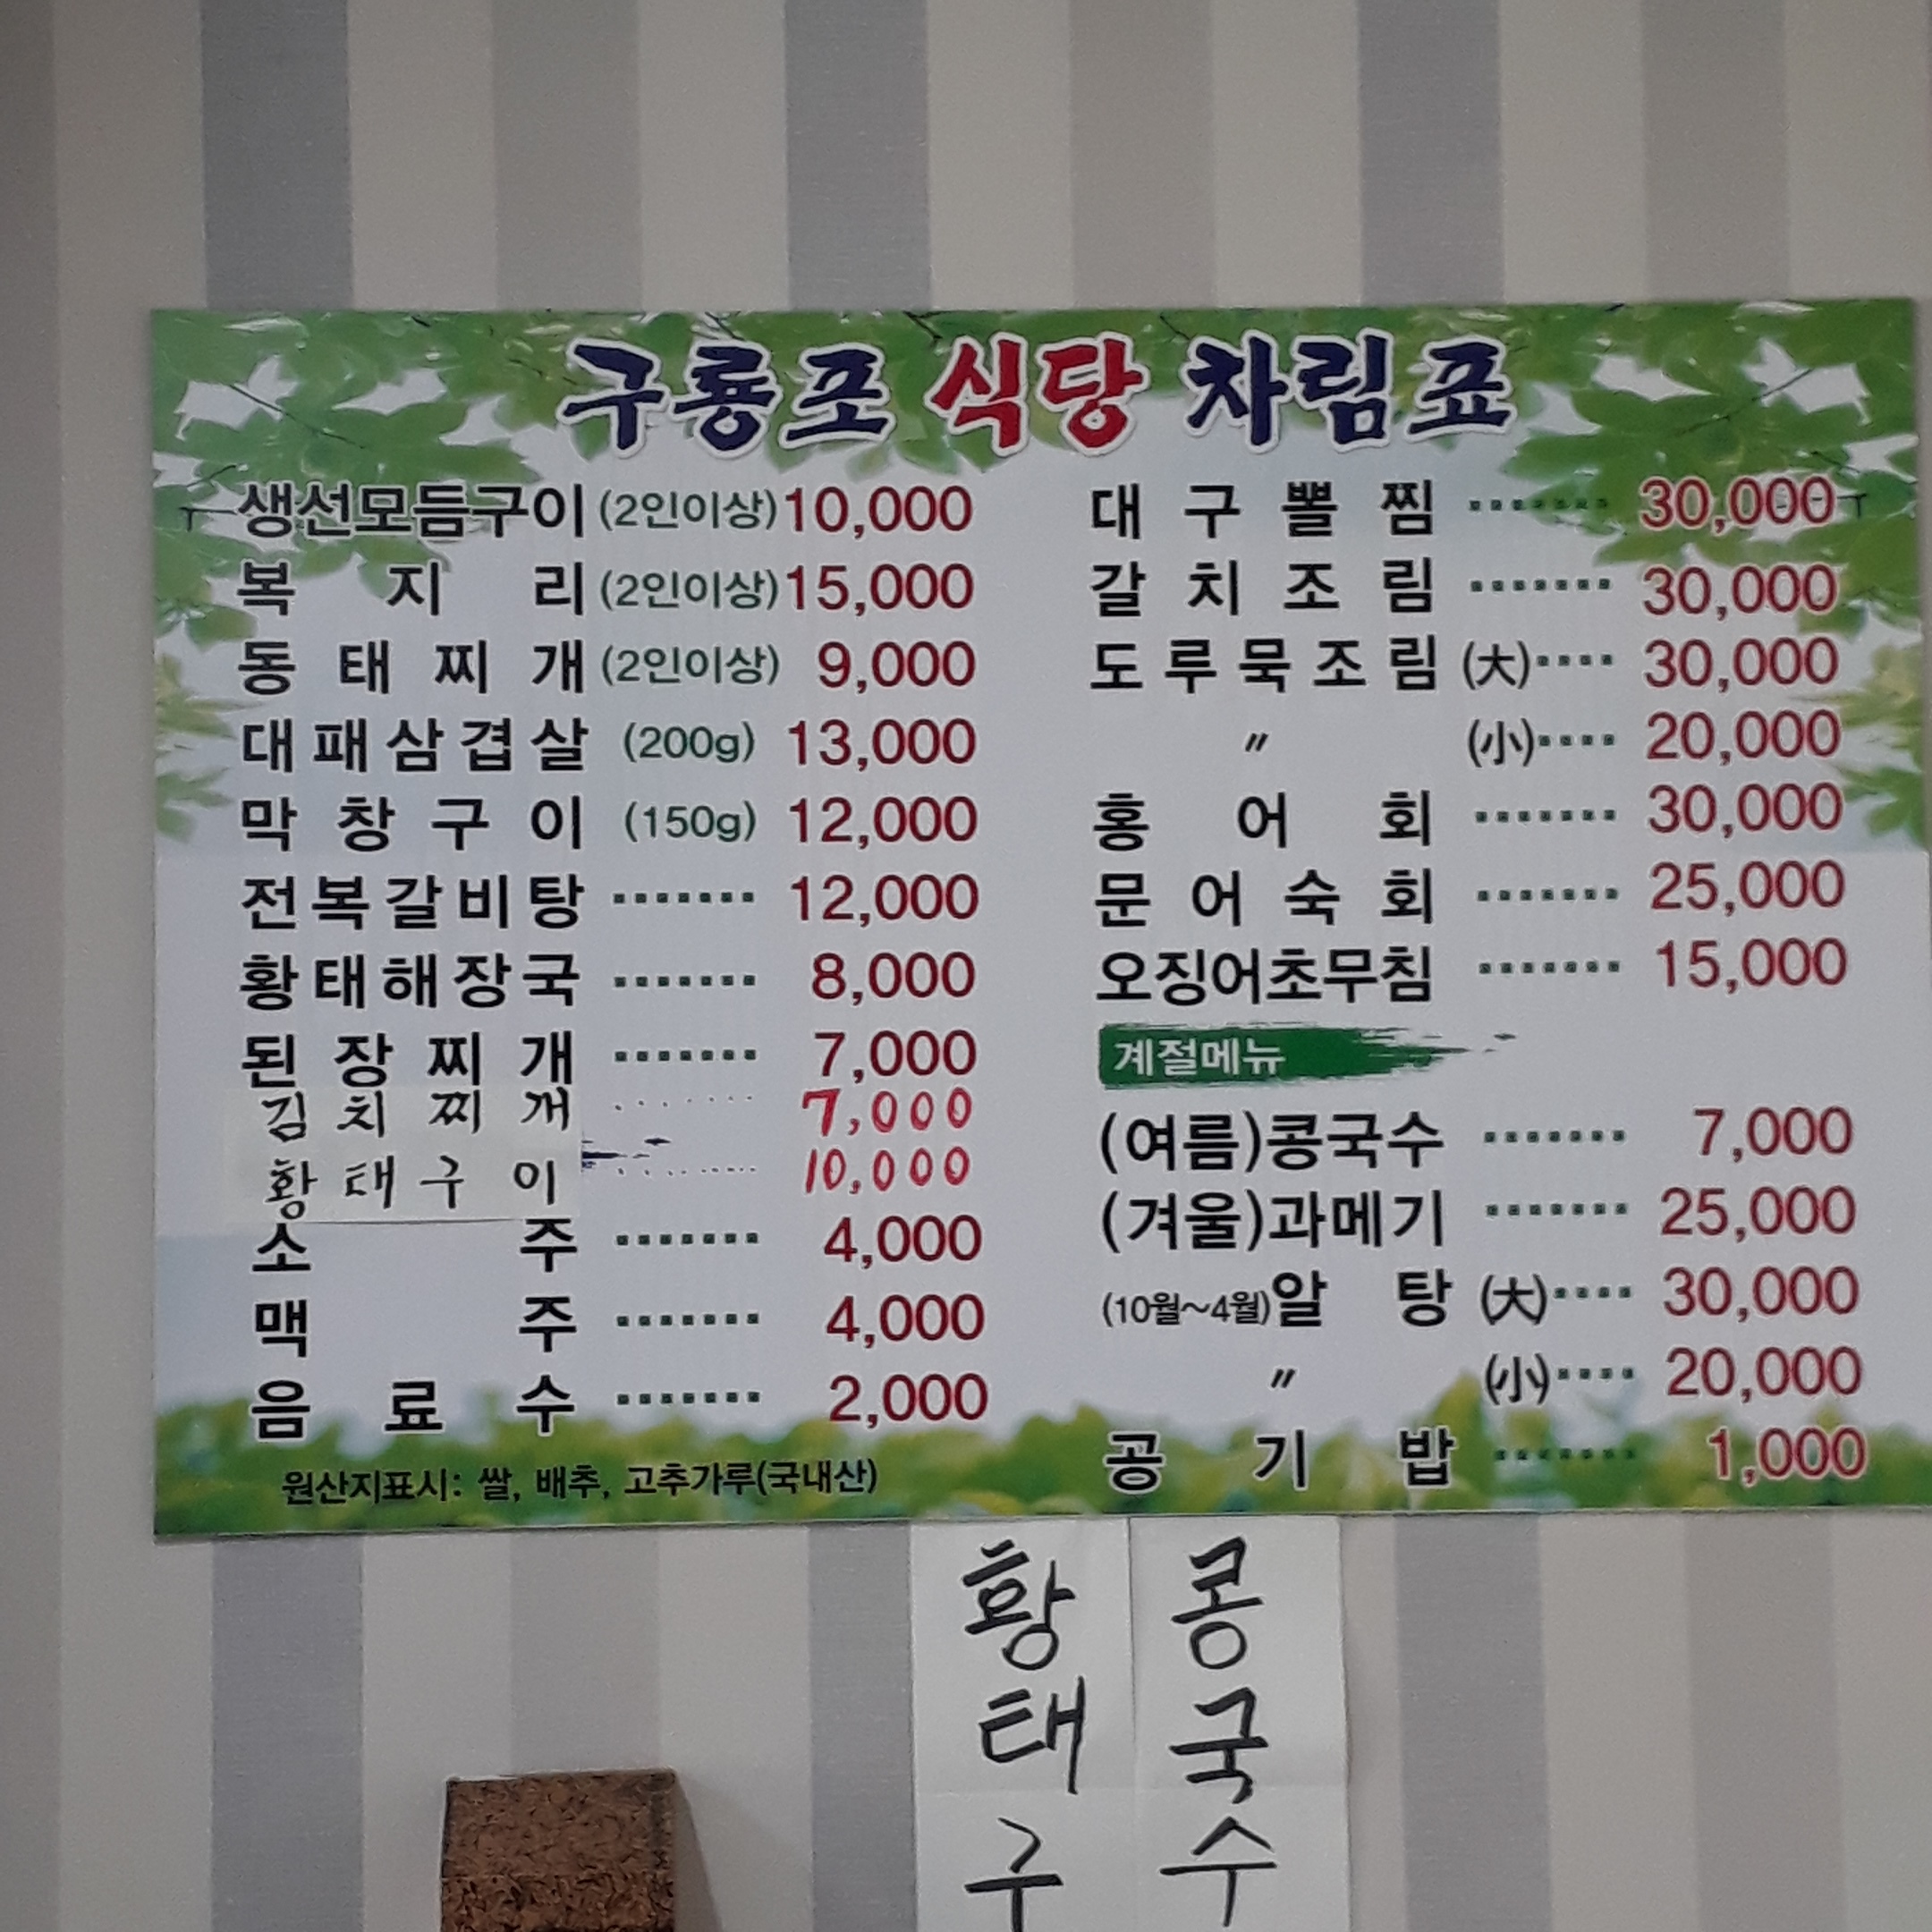 구룡포 식당 차림표
생선모듬구이 (2인이상) 10,000
복지리 (2인이상) 15,000
동태찌개 (2인이상) 9,000
대패삼겹살 (200g) 13,000
막창구이 (150g) 12,000
전복갈비탕 ······· 12,000
황태해장국 ······· 8,000
된장찌개 ······· 7,000
김치찌개 ······· 7,000
황태구이 ······· 10,000
소주 ······· 4,000
맥주 ······· 4,000
음료수 ······· 2,000
원산지표시: 쌀, 배추, 고추가루(국내산)
대구뽈찜 ······· 30,000
갈치조림 ······· 30,000
도루묵조림 (大)···· 30,000
〃 (小)···· 20,000
홍어회 ······· 30,000
문어숙회 ······· 25,000
오징어초무침 ······· 15,000
계절메뉴
(여름)콩국수 ······· 7,000
(겨울)과메기 ······· 25,000
(10월~4월)알탕 (大)···· 30,000
〃 (小)···· 20,000
공기밥 ······· 1,000
황태구
콩국수